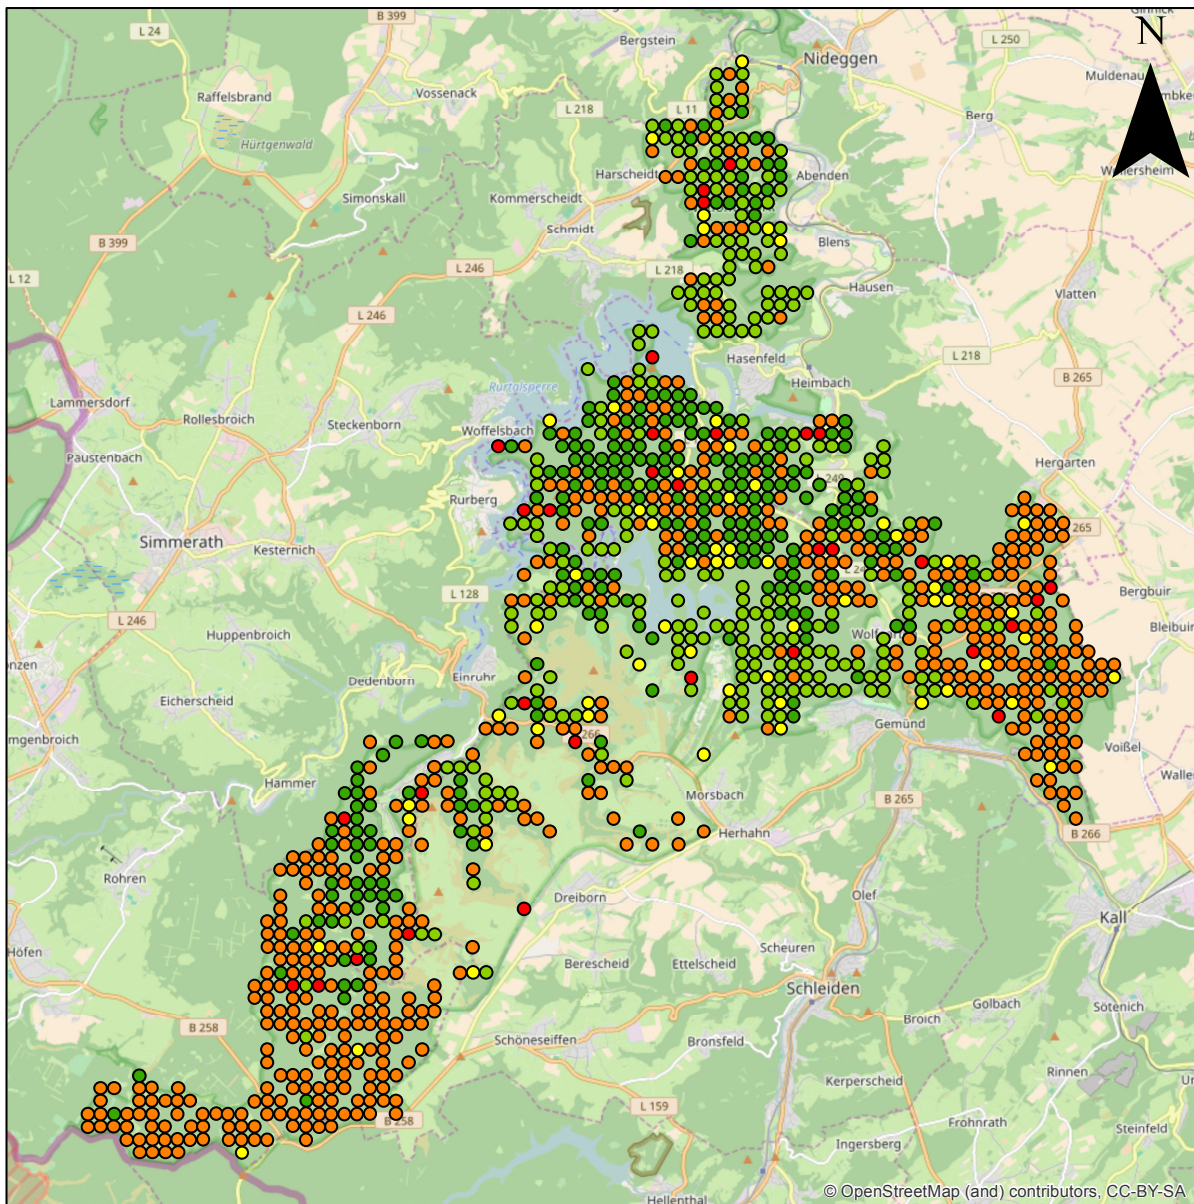 B 399
Ginnick
L 24
Bergstein
L 250
N
Nideggen
Muldenau
Raffelsbrand
Vossenack
L 218
L 11
Berg
Hürtgenwald
Harscheidt
Abenden
Simonskall
Kommerscheidt
Schmidt
B 399
Blens
L 12
L 246
L 218
Hausen
Vlatten
L 246
L 218
Hasenfeld
Rurtalsperre
Heimbach
B 265
Lammersdorf
Rollesbroich
Steckenborn
Woffelsbach
Paustenbach
Hergarten
Rurberg
265
Simmerath
Kesternich
L 128
Bergbuir
L 246
Huppenbroich
Dedenborn
Einruhr
Eicherscheid
Gemünd
266
Voißel
Hammer
Morsbach
B 265
Herhahn
B 266
Rohren
Dreiborn
Olef
Kall
Höfen
Scheuren
Berescheid
Ettelscheid
Schleiden
Golbach
Sötenich
B 258
Broich
Schöneseiffen
Bronsfeld
Rinnen
Kerperscheid
L 159
B 258
Frohnrath
Steinfeld
Ingersberg
Hellenthal
© OpenStreetMap (and) contributors, CC-BY-SA